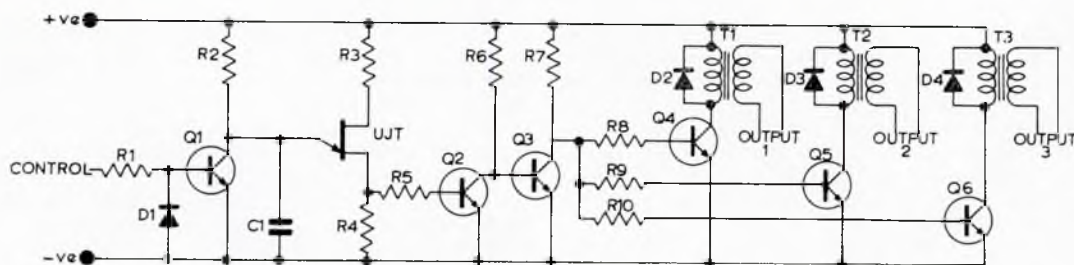 +ve
R2
R3
R6
R7
T1
T2
T3
D2
D3
D4
Q1
UJT
Q2
Q3
Q4
R8
OUTPUT
1
OUTPUT
2
OUTPUT
3
CONTROL
R1
R5
R9
Q5
R10
Q6
D1
C1
R4
-ve